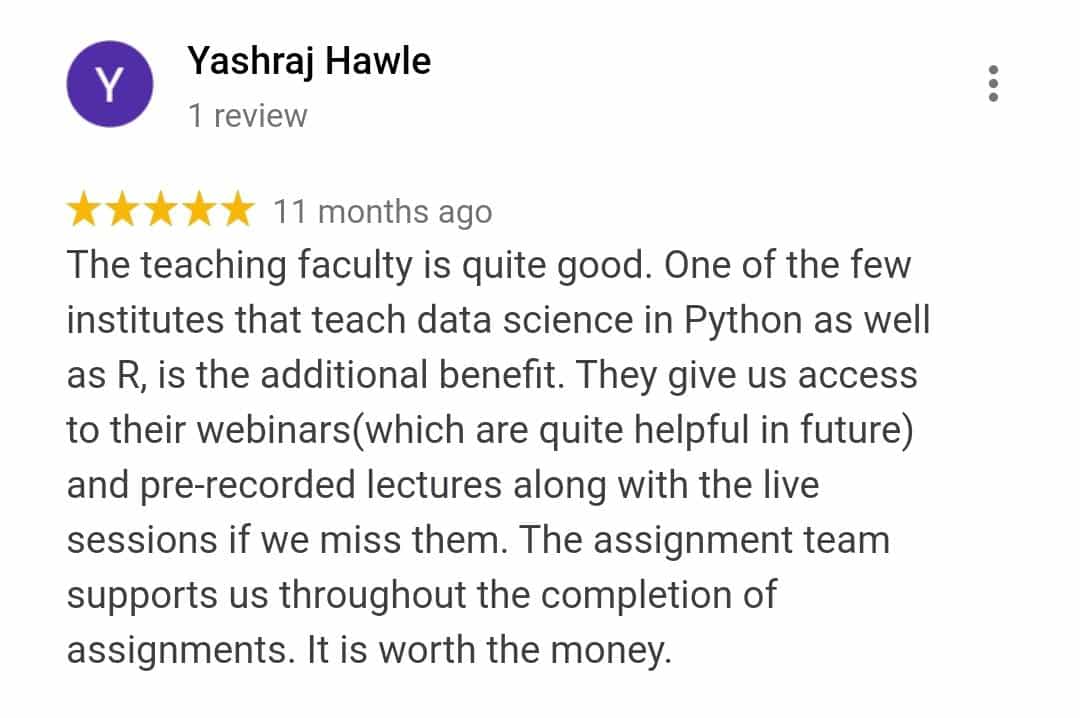 Y
Yashraj Hawle
1 review
11 months ago
The teaching faculty is quite good. One of the few
institutes that teach data science in Python as well
as R, is the additional benefit. They give us access
to their webinars(which are quite helpful in future)
and pre-recorded lectures along with the live
sessions if we miss them. The assignment team
supports us throughout the completion of
assignments. It is worth the money.